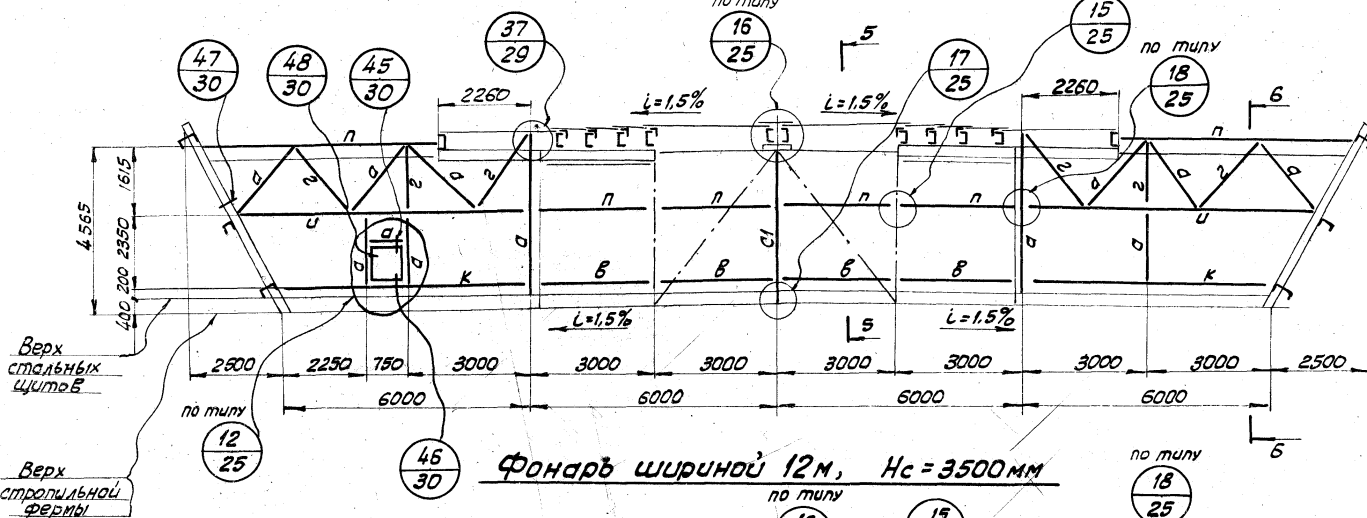 по типу
16
25
5
15
25
37
29
47
30
48
30
45
30
17
25
по типу
18
25
2260
i=1,5%
i=1,5%
2260
6
п
п
а
г
а
г
а
г
г
а
г
а
г
а
1615
4565
2350
200
400
и
п
п
п
п
и
а
а
а
а
С1
а
а
к
в
в
в
в
к
i=1,5%
5
i=1,5%
Верх
стальных
щитов
2500
2250
750
3000
3000
3000
3000
3000
3000
3000
2500
6000
6000
6000
6000
по типу
12
25
46
30
6
Верх
стропильной
фермы
Фонарь шириной 12м, Нс=3500мм
по типу
18
25
по типу
15